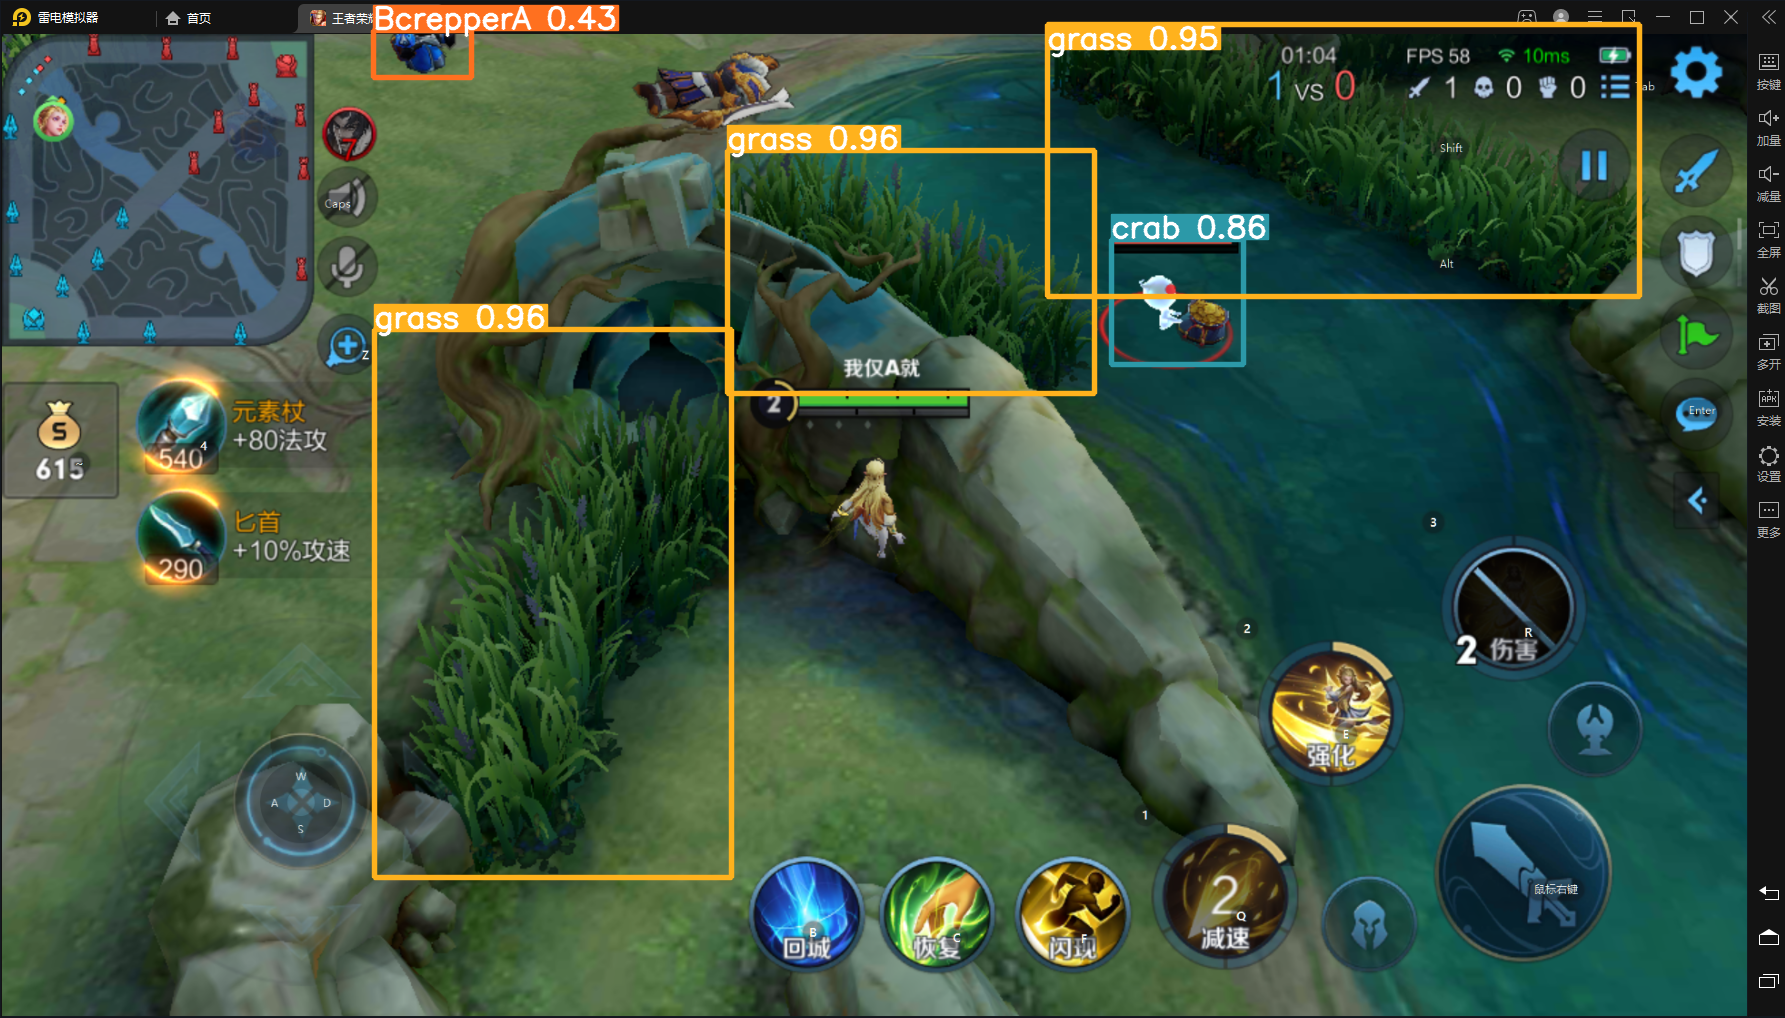 雷电模拟器
首页
王者荣
BcrepperA 0.43
grass 0.95
01:04
FPS 58
10ms
1 VS 0
1
0
0
Tab
按键
加量
减量
全屏
截图
多开
APK
安装
设置
更多
7
Caps
Shift
Alt
Enter
grass 0.96
crab 0.86
grass 0.96
Z
我仅A就
2
S
615
~
元素杖
+80法攻
540
4
匕首
+10%攻速
290
W
A
D
S
3
2
1
2 伤害
R
强化
E
2
Q
减速
回城
B
恢复
C
闪现
F
鼠标右键